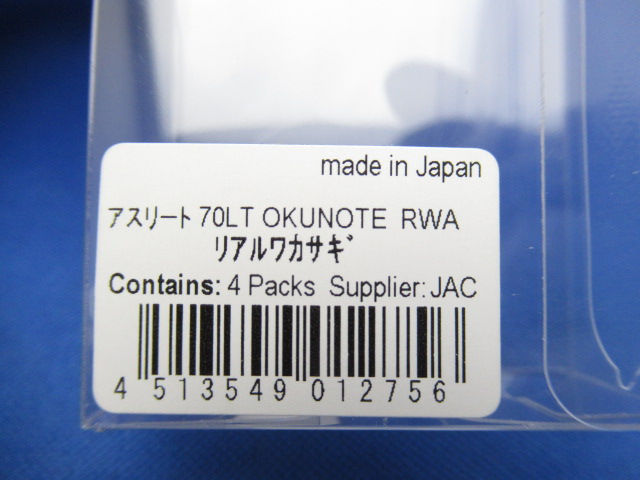 made in Japan
アスリート 70LT OKUNOTE RWA
ﾘｱﾙﾜｶｻｷﾞ
Contains: 4 Packs Supplier: JAC
4 513549 012756